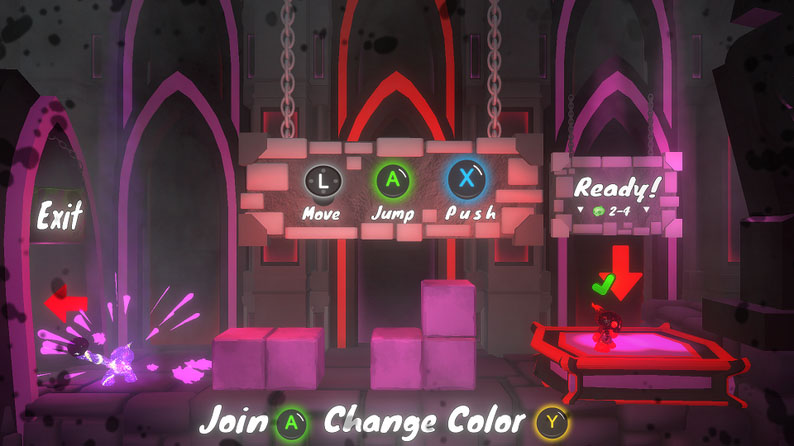 L A X
Move Jump Push
Ready!
2-4
Exit
Join A Change Color Y